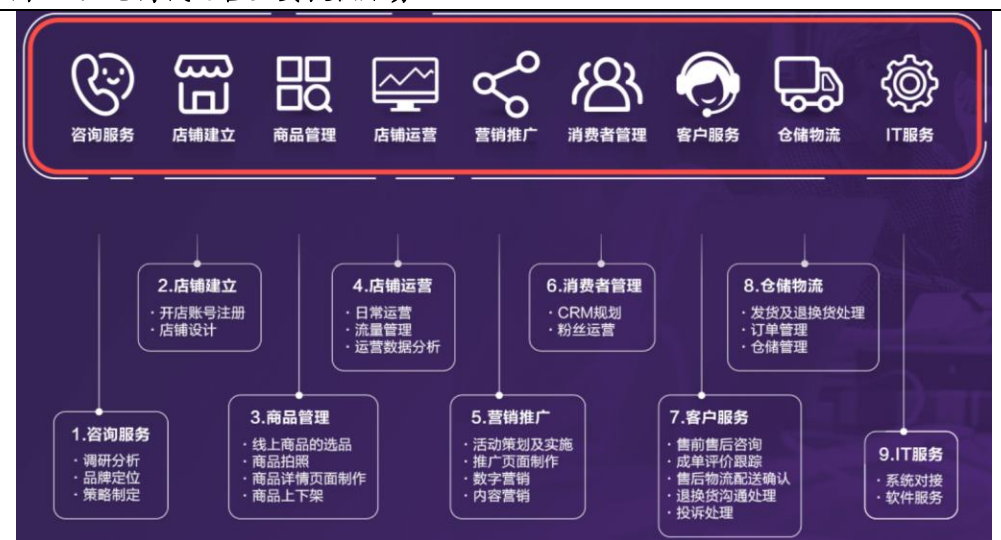 咨询服务 店铺建立 商品管理 店铺运营 营销推广 消费者管理 客户服务 仓储物流 IT服务
2.店铺建立
· 开店账号注册
· 店铺设计
4.店铺运营
· 日常运营
· 流量管理
· 运营数据分析
6.消费者管理
· CRM规划
· 粉丝运营
8.仓储物流
· 发货及退换货处理
· 订单管理
· 仓储管理
1.咨询服务
· 调研分析
· 品牌定位
· 策略制定
3.商品管理
· 线上商品的选品
· 商品拍照
· 商品详情页面制作
· 商品上下架
5.营销推广
· 活动策划及实施
· 推广页面制作
· 数字营销
· 内容营销
7.客户服务
· 售前售后咨询
· 成单评价跟踪
· 售后物流配送确认
· 退换货沟通处理
· 投诉处理
9.IT服务
· 系统对接
· 软件服务